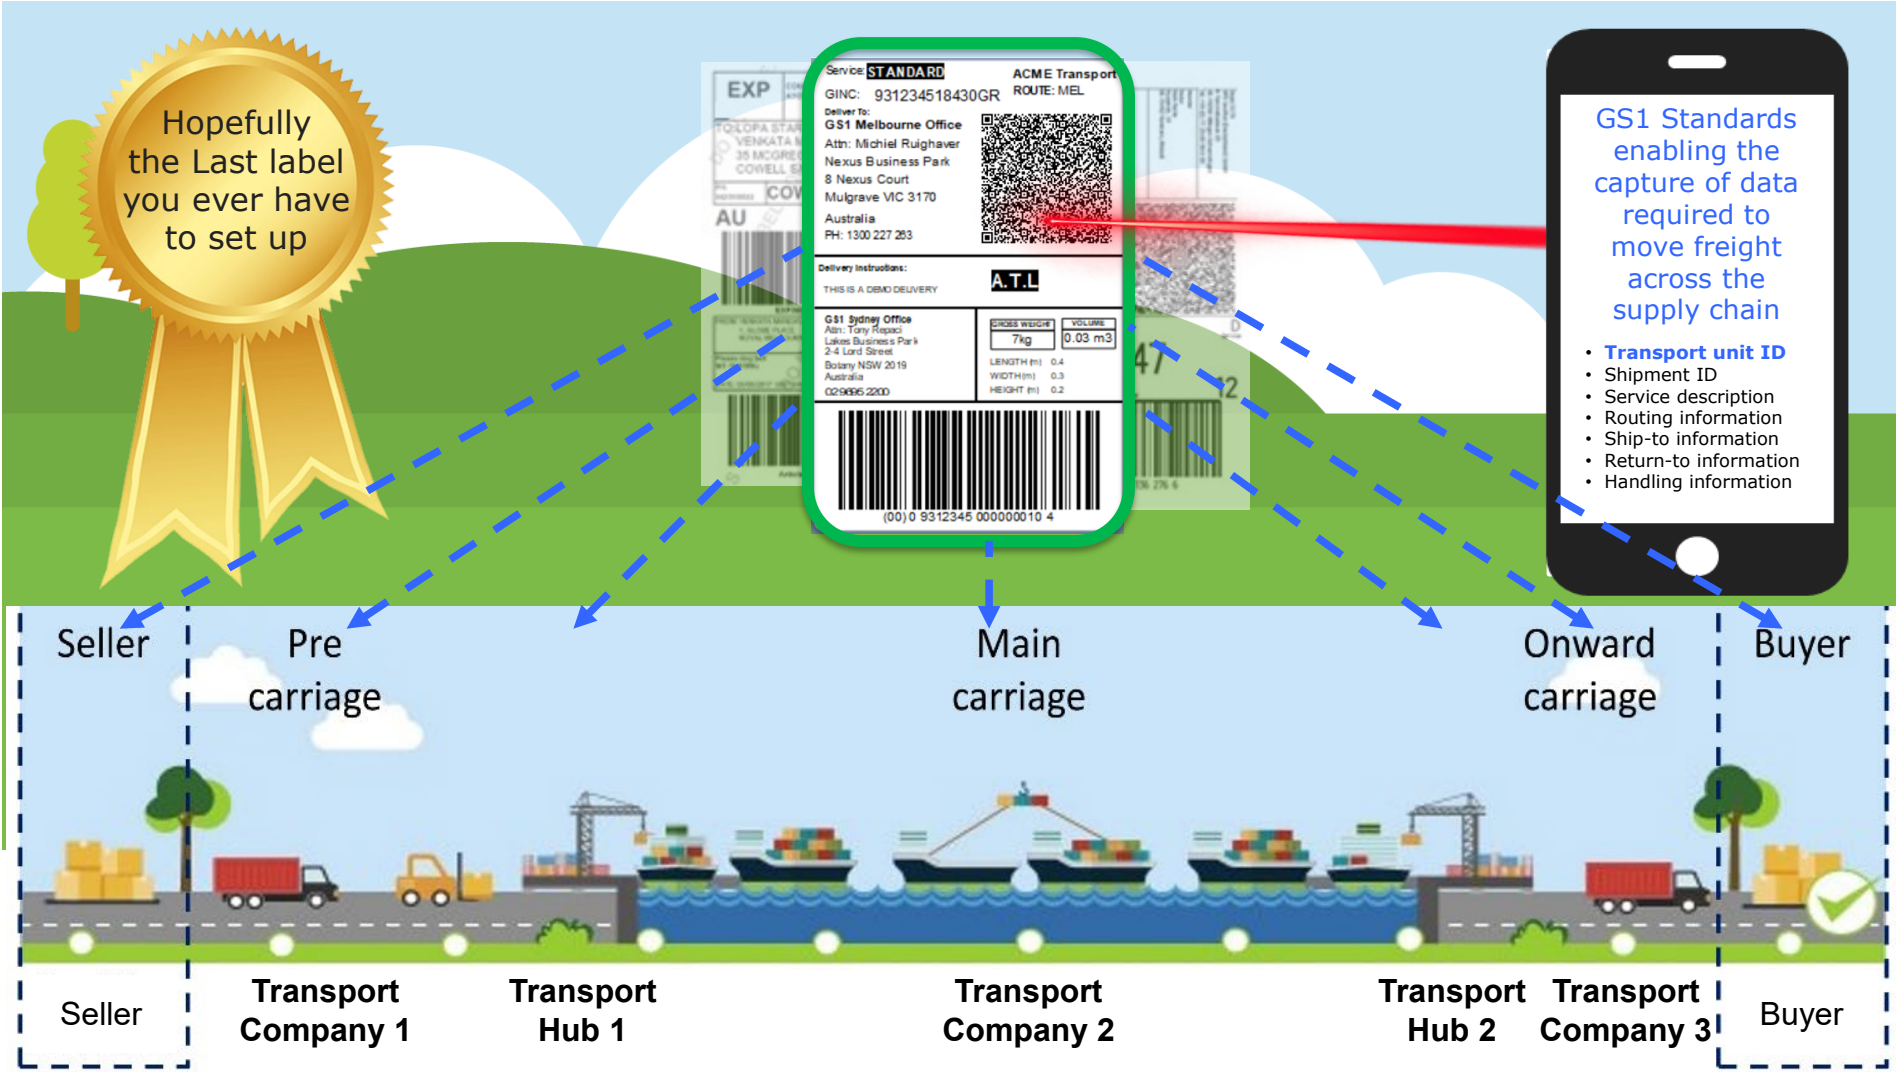 Hopefully
the Last label
you ever have
to set up
EXP
AU
Service: STANDARD
ACME Transport
GINC: 931234518430GR
ROUTE: MEL
Deliver To:
GS1 Melbourne Office
Attn: Michiel Ruighaver
Nexus Business Park
8 Nexus Court
Mulgrave VIC 3170
Australia
PH: 1300 227 263
Delivery Instructions:
THIS IS A DEMO DELIVERY
A.T.L
GS1 Sydney Office
Attn: Tony Repaci
Lakes Business Park
2-4 Lord Street
Botany NSW 2019
Australia
02 9695 2200
GROSS WEIGHT
7kg
VOLUME
0.03 m3
LENGTH (m) 0.4
WIDTH (m) 0.3
HEIGHT (m) 0.2
(00) 0 9312345 000000010 4
47
12
GS1 Standards
enabling the
capture of data
required to
move freight
across the
supply chain
• Transport unit ID
• Shipment ID
• Service description
• Routing information
• Ship-to information
• Return-to information
• Handling information
Seller
Pre
carriage
Main
carriage
Onward
carriage
Buyer
Seller
Transport
Company 1
Transport
Hub 1
Transport
Company 2
Transport
Hub 2
Transport
Company 3
Buyer